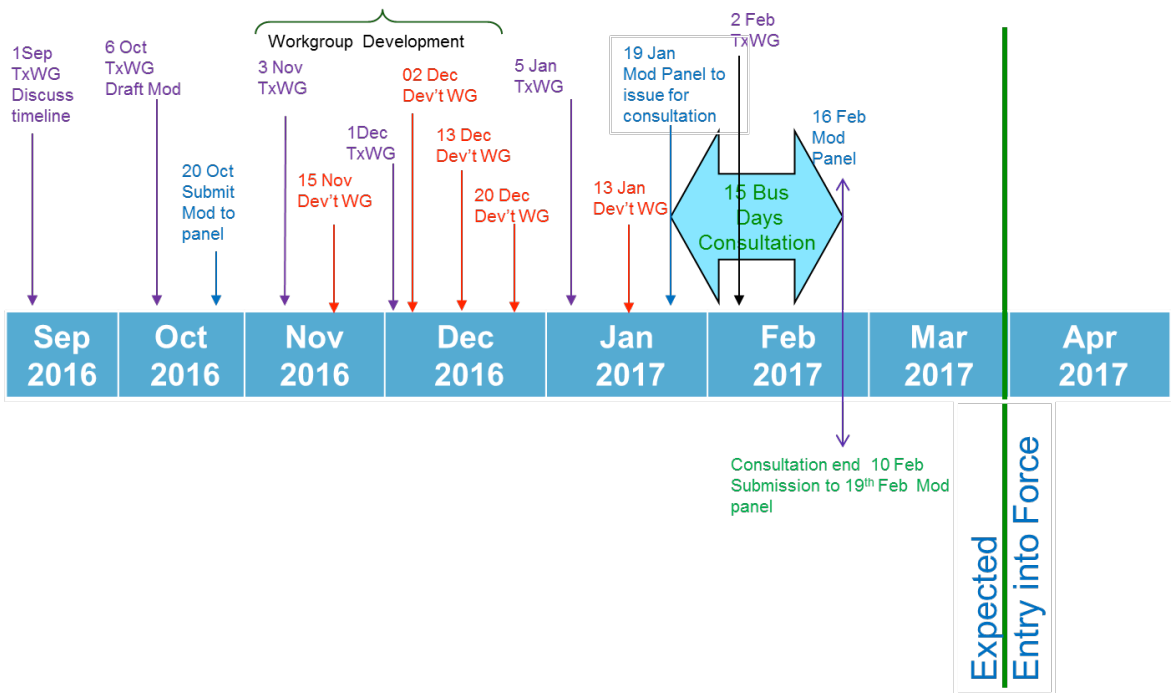 Workgroup Development
1Sep
TxWG
Discuss
timeline
6 Oct
TxWG
Draft Mod
20 Oct
Submit
Mod to
panel
3 Nov
TxWG
15 Nov
Dev't WG
1Dec
TxWG
02 Dec
Dev't WG
13 Dec
Dev't WG
20 Dec
Dev't WG
5 Jan
TxWG
13 Jan
Dev't WG
19 Jan
Mod Panel to
issue for
consultation
2 Feb
TxWG
16 Feb
Mod
Panel
15 Bus
Days
Consultation
Sep
2016
Oct
2016
Nov
2016
Dec
2016
Jan
2017
Feb
2017
Mar
2017
Apr
2017
Consultation end 10 Feb
Submission to 19th Feb Mod
panel
Expected
Entry into Force